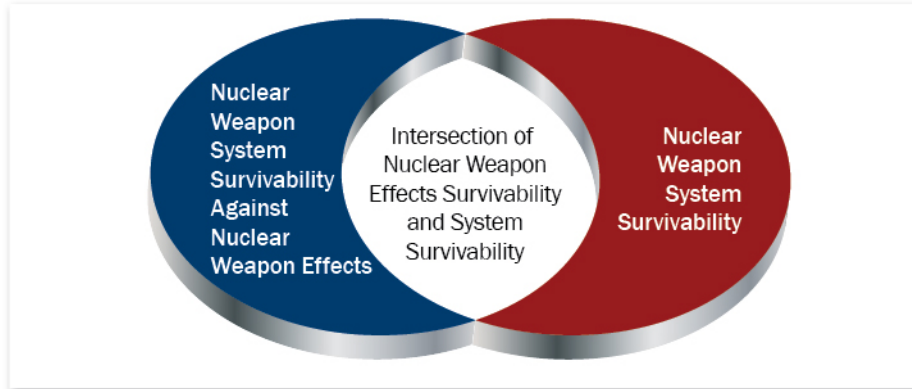 Nuclear
Weapon
System
Survivability
Against
Nuclear
Weapon Effects
Intersection of
Nuclear Weapon
Effects Survivability
and System
Survivability
Nuclear
Weapon
System
Survivability